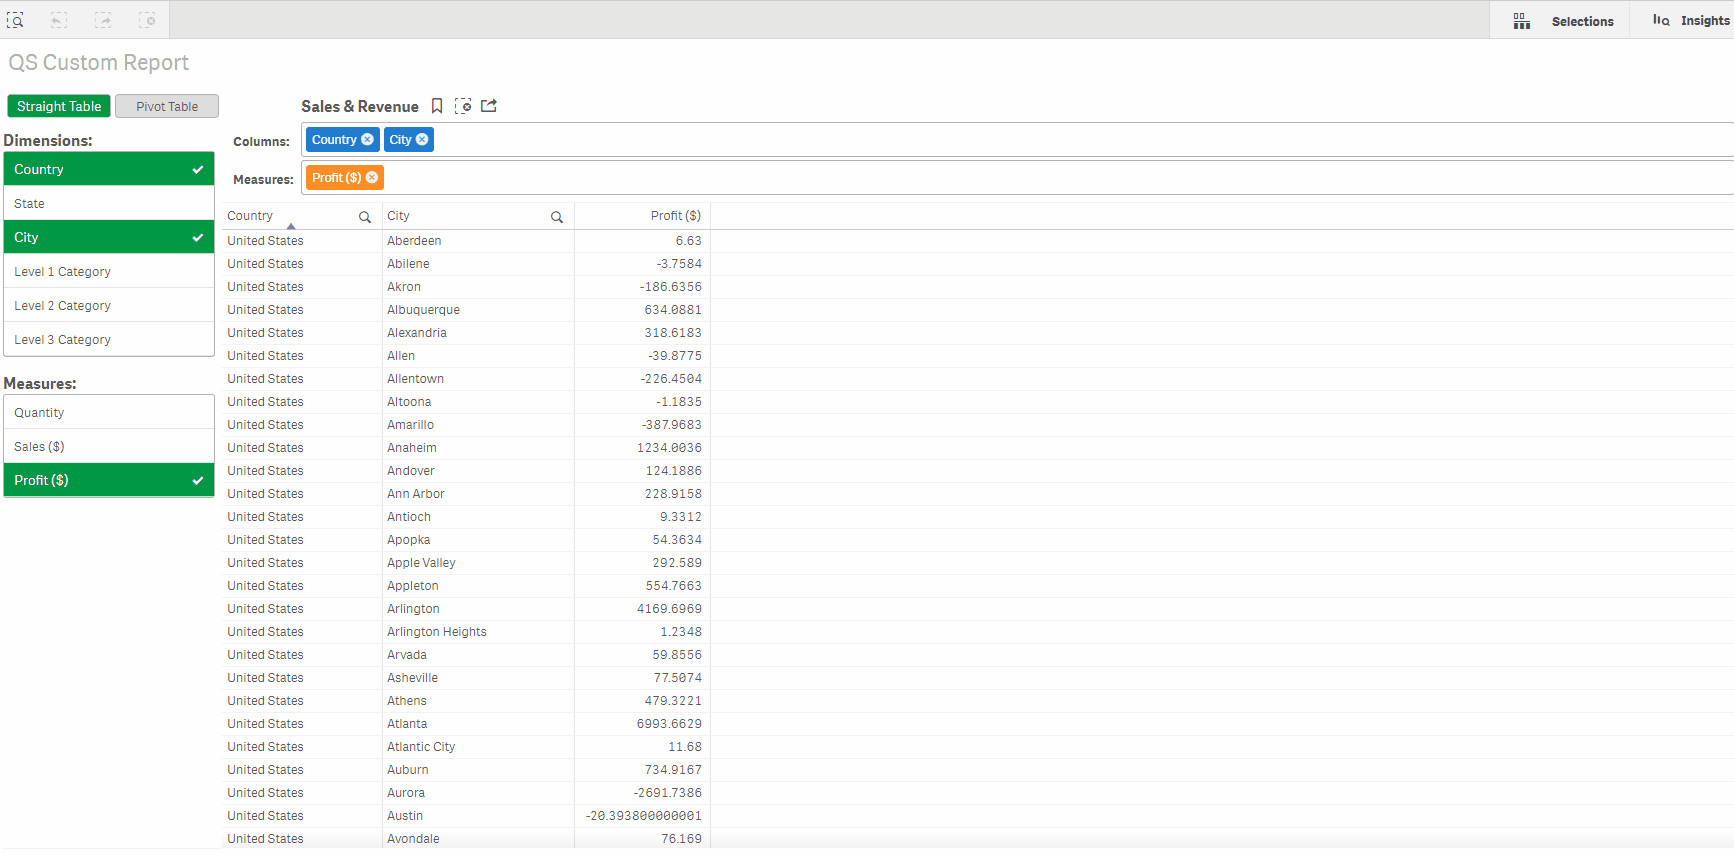 Selections
Insights
QS Custom Report
Straight Table
Pivot Table
Sales & Revenue
Dimensions:
Columns:
Country
City
Measures:
Profit ($)
Country
State
City
Level 1 Category
Level 2 Category
Level 3 Category
Measures:
Quantity
Sales ($)
Profit ($)
Country City Profit ($)
United States Aberdeen 6.63
United States Abilene -3.7584
United States Akron -186.6356
United States Albuquerque 634.0881
United States Alexandria 318.6183
United States Allen -39.8775
United States Allentown -226.4504
United States Altoona -1.1835
United States Amarillo -387.9683
United States Anaheim 1234.0036
United States Andover 124.1886
United States Ann Arbor 228.9158
United States Antioch 9.3312
United States Apopka 54.3634
United States Apple Valley 292.589
United States Appleton 554.7663
United States Arlington 4169.6969
United States Arlington Heights 1.2348
United States Arvada 59.8556
United States Asheville 77.5074
United States Athens 479.3221
United States Atlanta 6993.6629
United States Atlantic City 11.68
United States Auburn 734.9167
United States Aurora -2691.7386
United States Austin -20.393800000001
United States Avondale 76.169